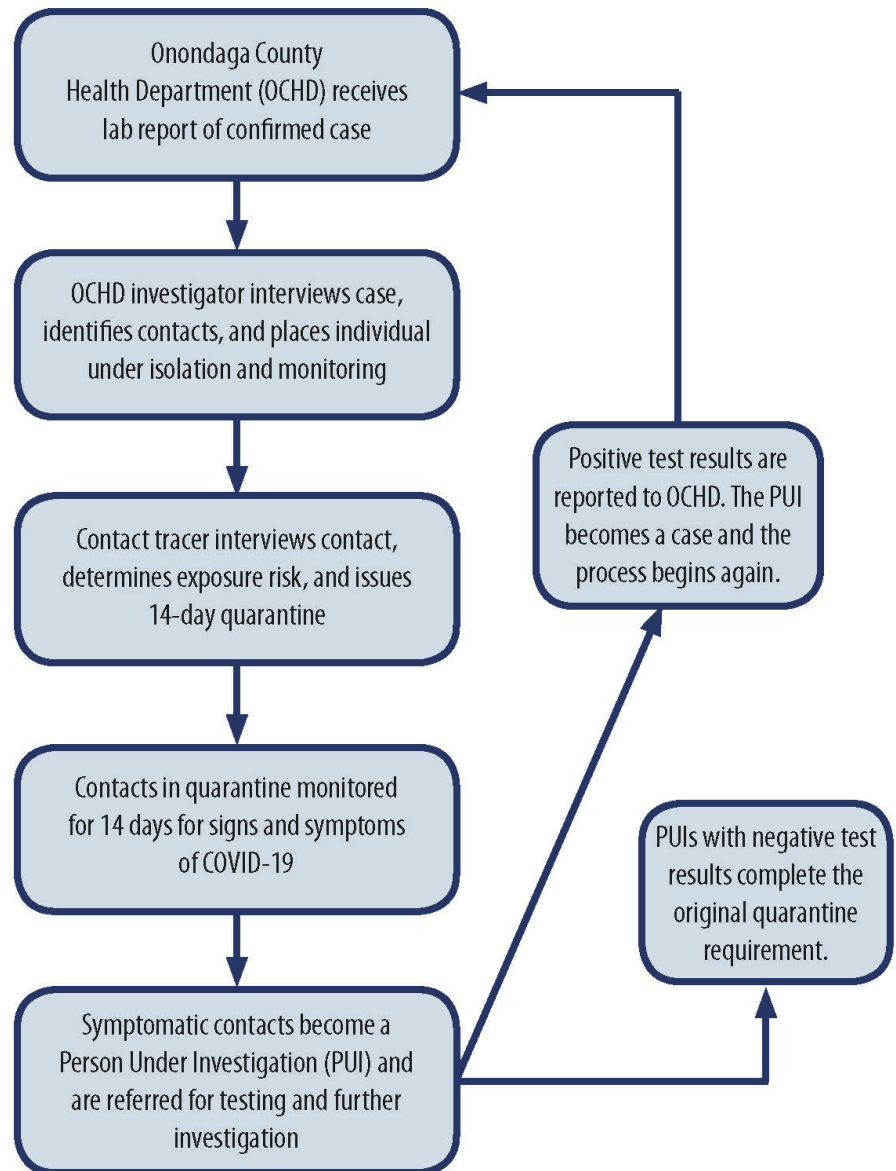 Onondaga County
Health Department (OCHD) receives
lab report of confirmed case
OCHD investigator interviews case,
identifies contacts, and places individual
under isolation and monitoring
Contact tracer interviews contact,
determines exposure risk, and issues
14-day quarantine
Contacts in quarantine monitored
for 14 days for signs and symptoms
of COVID-19
Symptomatic contacts become a
Person Under Investigation (PUI) and
are referred for testing and further
investigation
Positive test results are
reported to OCHD. The PUI
becomes a case and the
process begins again.
PUIs with negative test
results complete the
original quarantine
requirement.